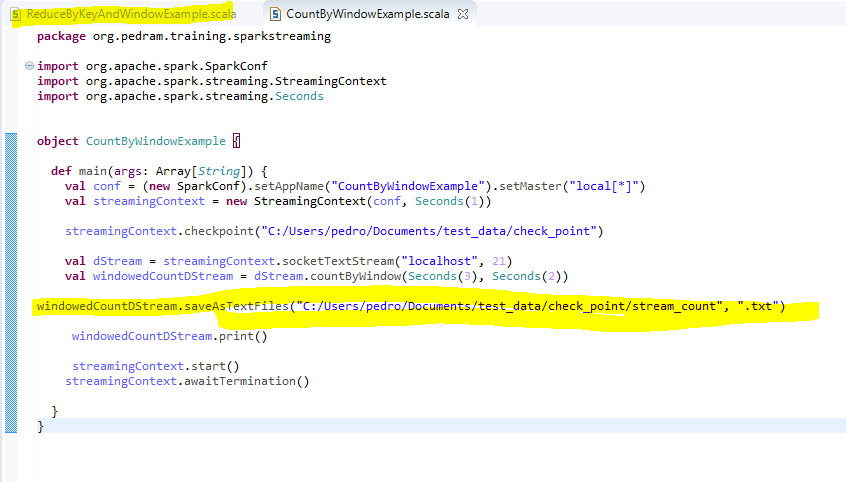 ReduceByKeyAndWindowExample.scala CountByWindowExample.scala
package org.pedram.training.sparkstreaming
import org.apache.spark.SparkConf
import org.apache.spark.streaming.StreamingContext
import org.apache.spark.streaming.Seconds
object CountByWindowExample {
def main(args: Array[String]) {
val conf = (new SparkConf).setAppName("CountByWindowExample").setMaster("local[*]")
val streamingContext = new StreamingContext(conf, Seconds(1))
streamingContext.checkpoint("C:/Users/pedro/Documents/test_data/check_point")
val dStream = streamingContext.socketTextStream("localhost", 21)
val windowedCountDStream = dStream.countByWindow(Seconds(3), Seconds(2))
windowedCountDStream.saveAsTextFiles("C:/Users/pedro/Documents/test_data/check_point/stream_count", ".txt")
windowedCountDStream.print()
streamingContext.start()
streamingContext.awaitTermination()
}
}